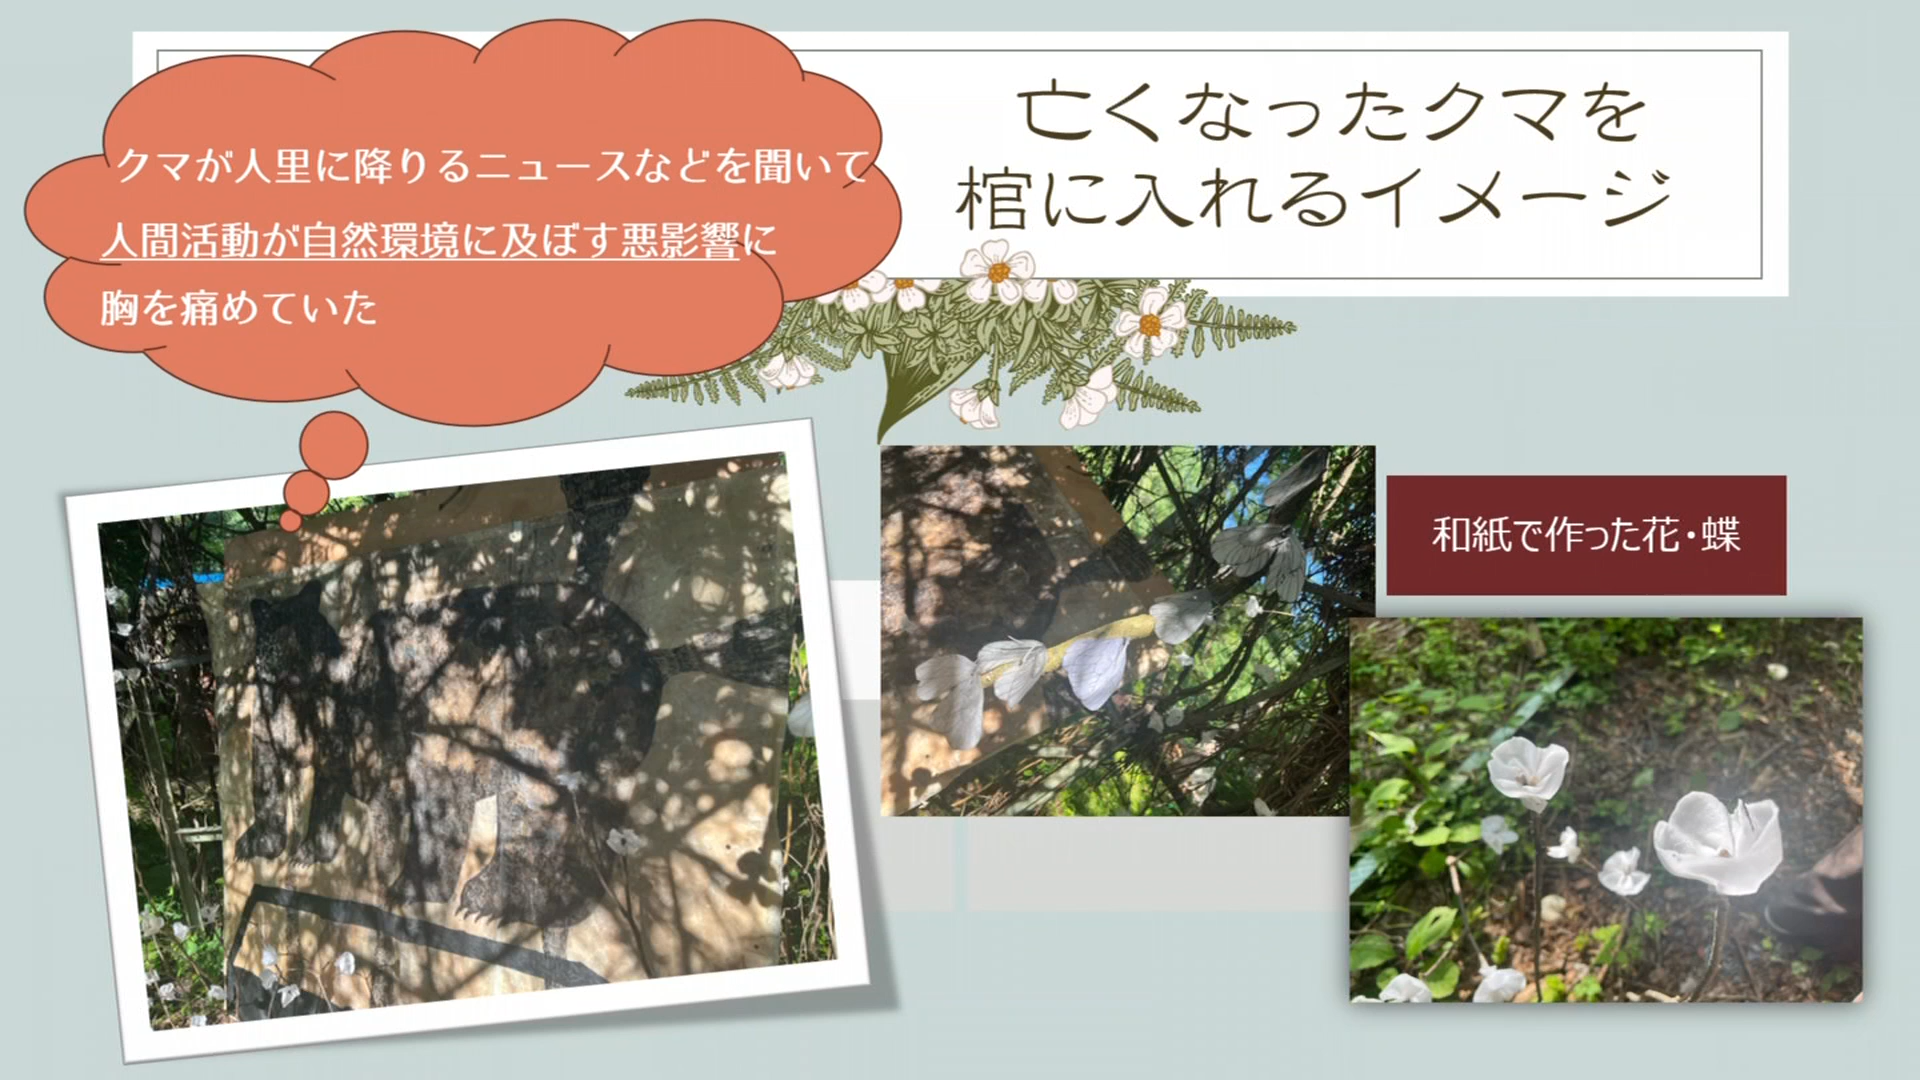 クマが人里に降りるニュースなどを聞いて
人間活動が自然環境に及ぼす悪影響に
胸を痛めていた
亡くなったクマを
棺に入れるイメージ
和紙で作った花・蝶